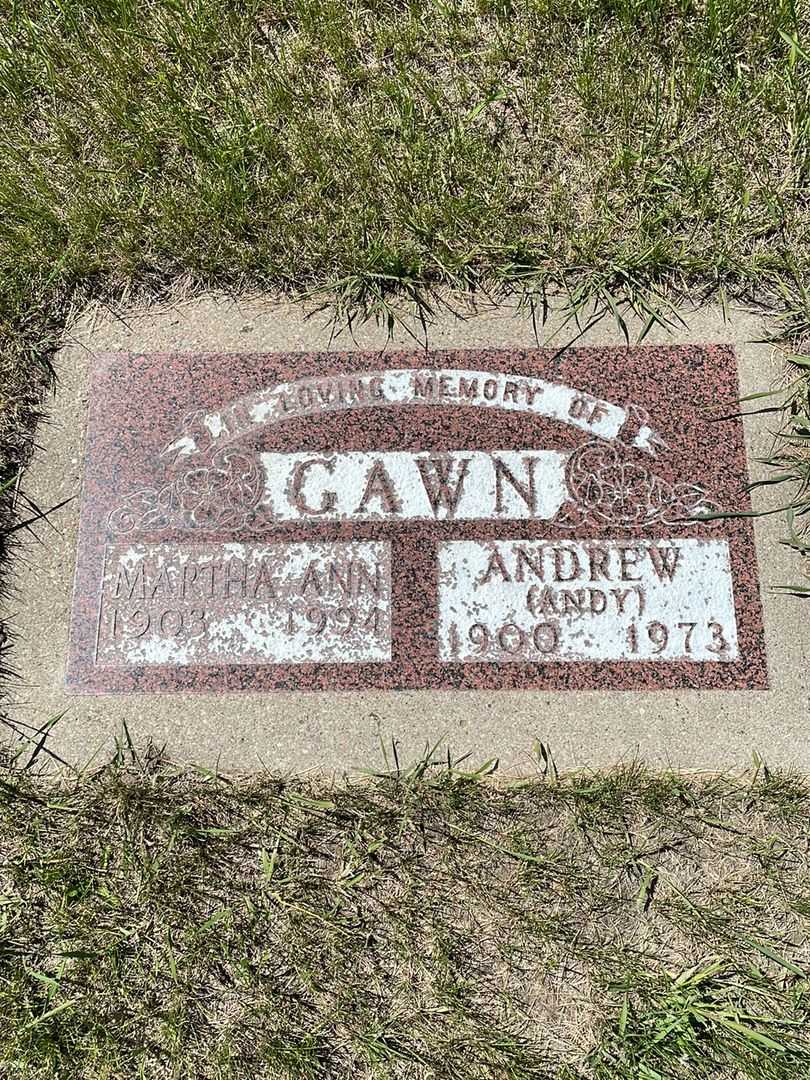 IN LOVING MEMORY OF
GAWN
MARTHA ANN
1903 1994
ANDREW
(ANDY)
1900 1973